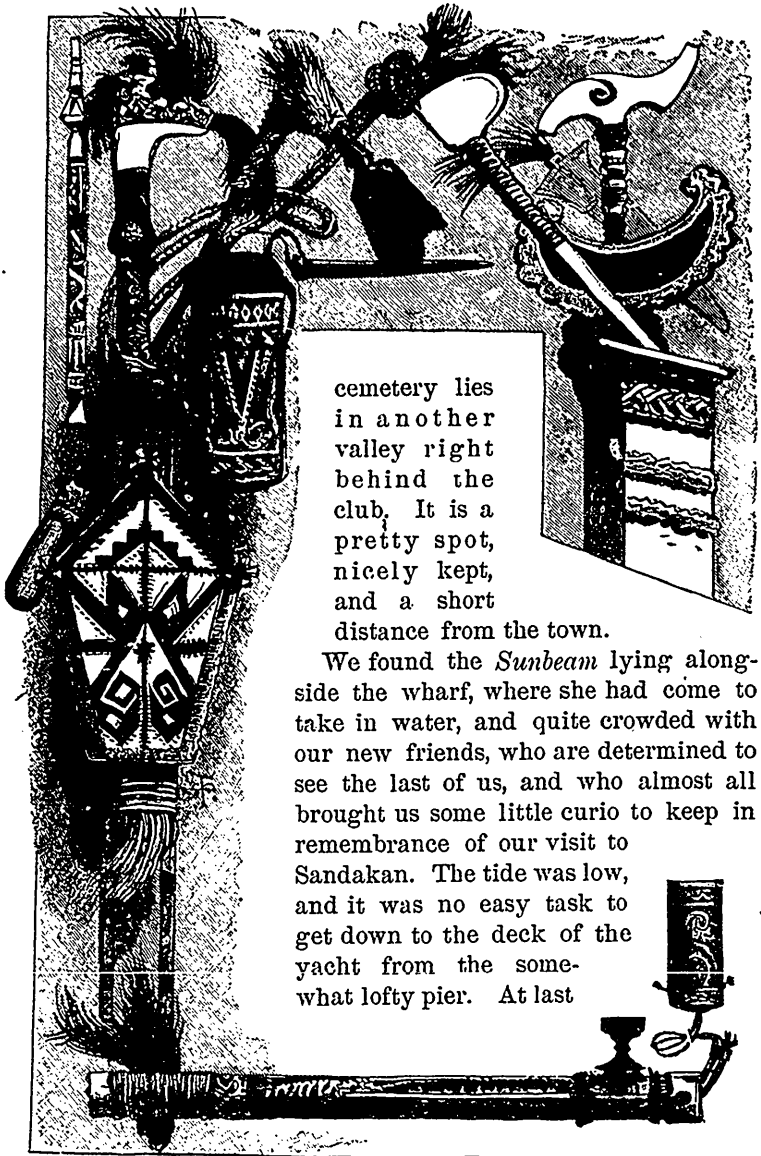 cemetery lies
in another
valley right
behind the
club. It is a
pretty spot,
nicely kept,
and a short
distance from the town.
We found the Sunbeam lying along-
side the wharf, where she had come to
take in water, and quite crowded with
our new friends, who are determined to
see the last of us, and who almost all
brought us some little curio to keep in
remembrance of our visit to
Sandakan. The tide was low,
and it was no easy task to
get down to the deck of the
yacht from the some-
what lofty pier. At last